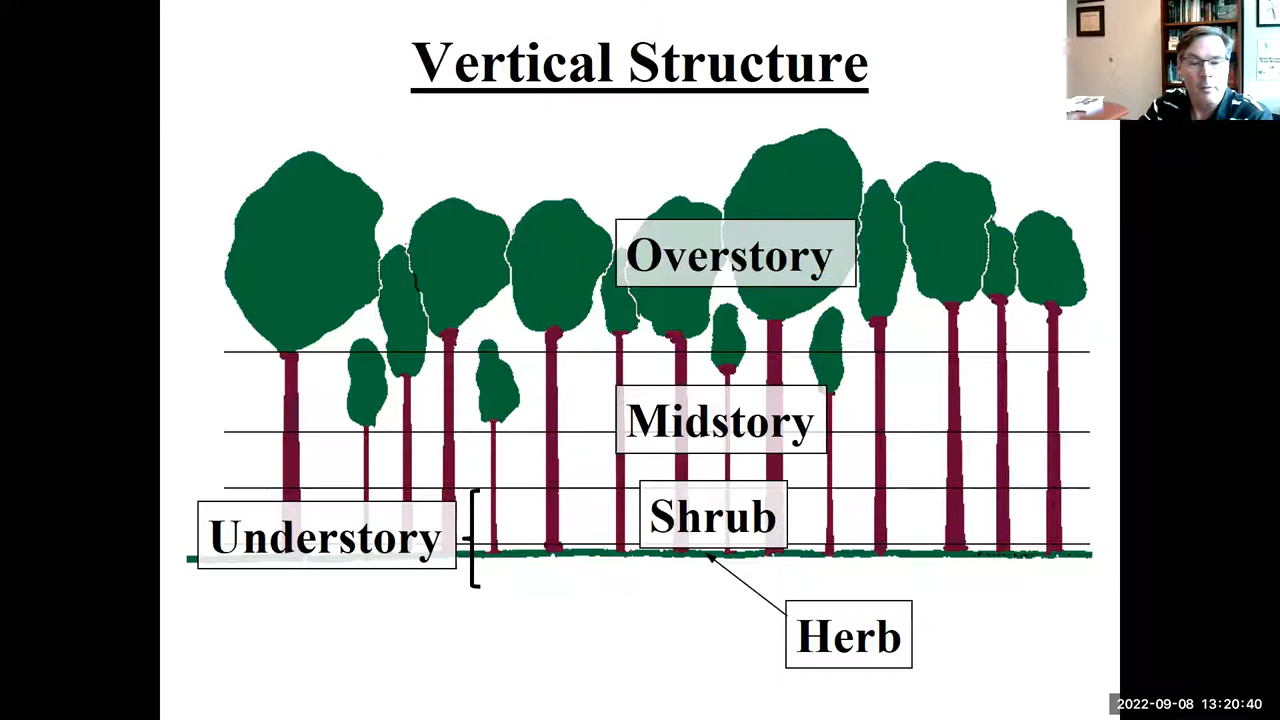 Vertical Structure
Overstory
Midstory
Shrub
Understory
Herb
2022-09-08 13:20:40